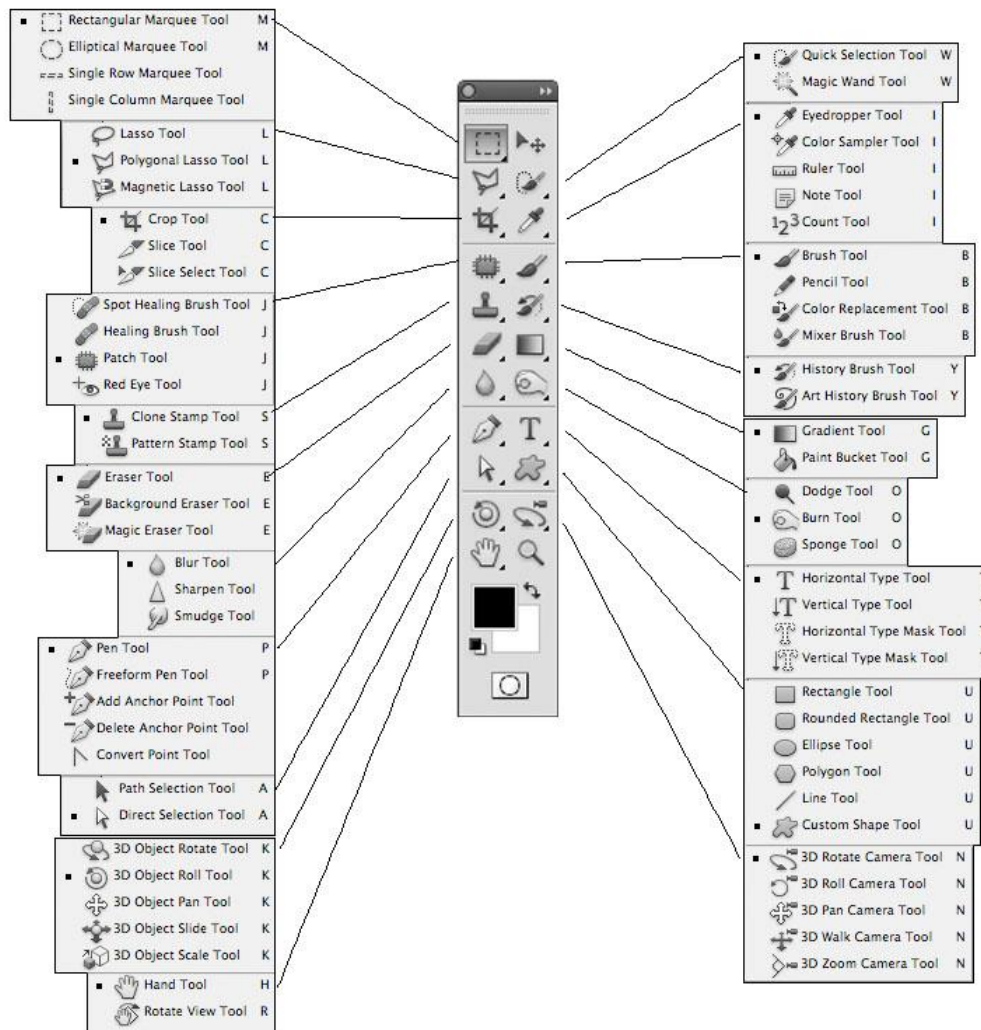 Rectangular Marquee Tool M
Elliptical Marquee Tool M
Single Row Marquee Tool
Single Column Marquee Tool
Lasso Tool L
Polygonal Lasso Tool L
Magnetic Lasso Tool L
Crop Tool C
Slice Tool C
Slice Select Tool C
Spot Healing Brush Tool J
Healing Brush Tool J
Patch Tool J
Red Eye Tool J
Clone Stamp Tool S
Pattern Stamp Tool S
Eraser Tool E
Background Eraser Tool E
Magic Eraser Tool E
Blur Tool
Sharpen Tool
Smudge Tool
Pen Tool P
Freeform Pen Tool P
Add Anchor Point Tool
Delete Anchor Point Tool
Convert Point Tool
Path Selection Tool A
Direct Selection Tool A
3D Object Rotate Tool K
3D Object Roll Tool K
3D Object Pan Tool K
3D Object Slide Tool K
3D Object Scale Tool K
Hand Tool H
Rotate View Tool R
T
Quick Selection Tool W
Magic Wand Tool W
Eyedropper Tool I
Color Sampler Tool I
Ruler Tool I
Note Tool I
123 Count Tool I
Brush Tool B
Pencil Tool B
Color Replacement Tool B
Mixer Brush Tool B
History Brush Tool Y
Art History Brush Tool Y
Gradient Tool G
Paint Bucket Tool G
Dodge Tool O
Burn Tool O
Sponge Tool O
T Horizontal Type Tool
T Vertical Type Tool
T Horizontal Type Mask Tool
T Vertical Type Mask Tool
Rectangle Tool U
Rounded Rectangle Tool U
Ellipse Tool U
Polygon Tool U
Line Tool U
Custom Shape Tool U
3D Rotate Camera Tool N
3D Roll Camera Tool N
3D Pan Camera Tool N
3D Walk Camera Tool N
3D Zoom Camera Tool N